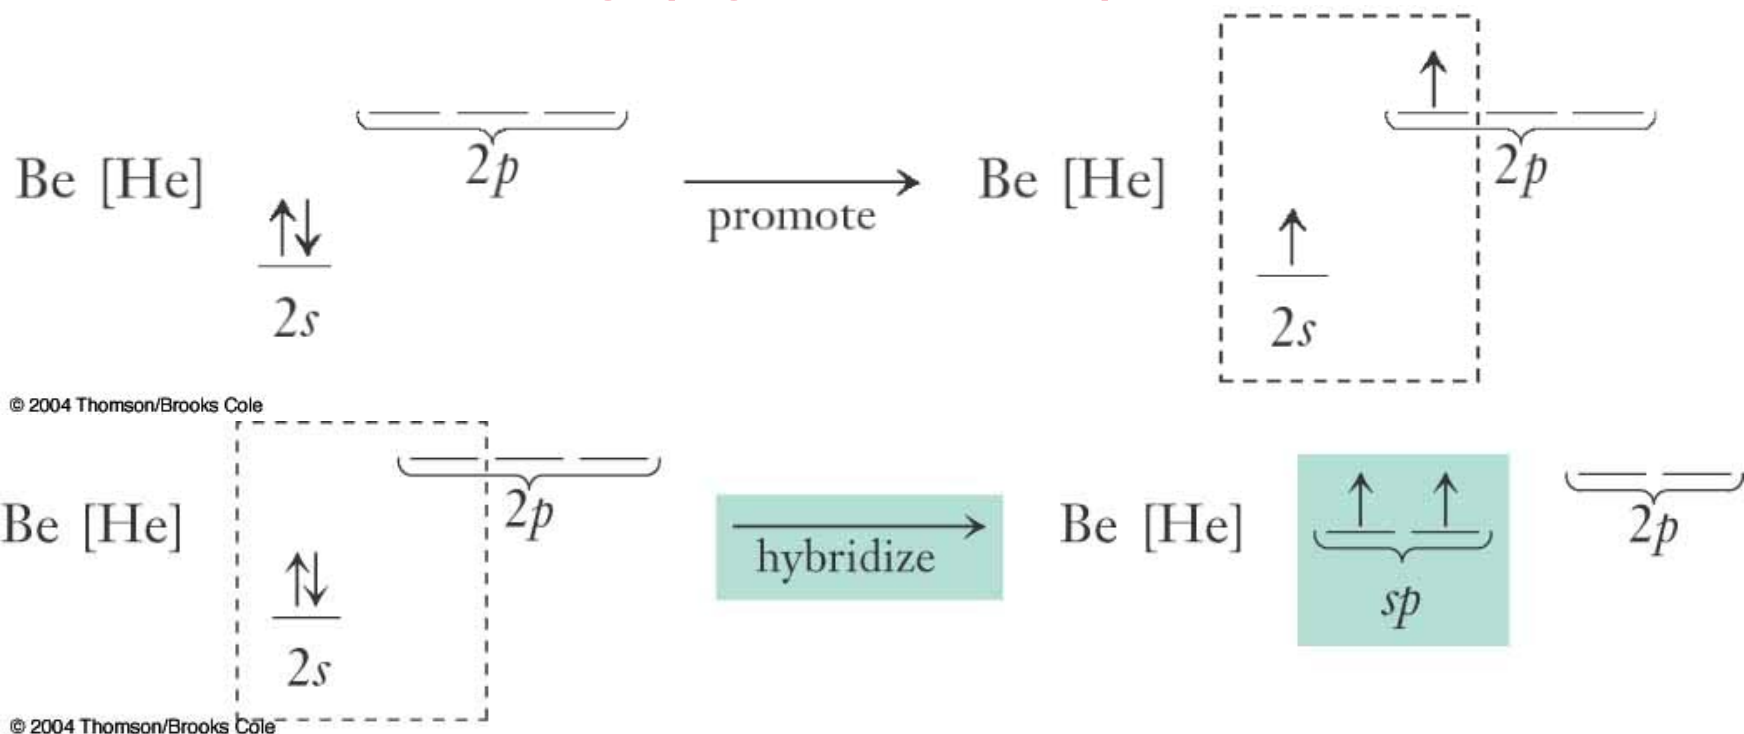 Be [He]
2s
2p
promote
Be [He]
2s
2p
© 2004 Thomson/Brooks Cole
Be [He]
2s
2p
hybridize
Be [He]
sp
2p
© 2004 Thomson/Brooks Cole